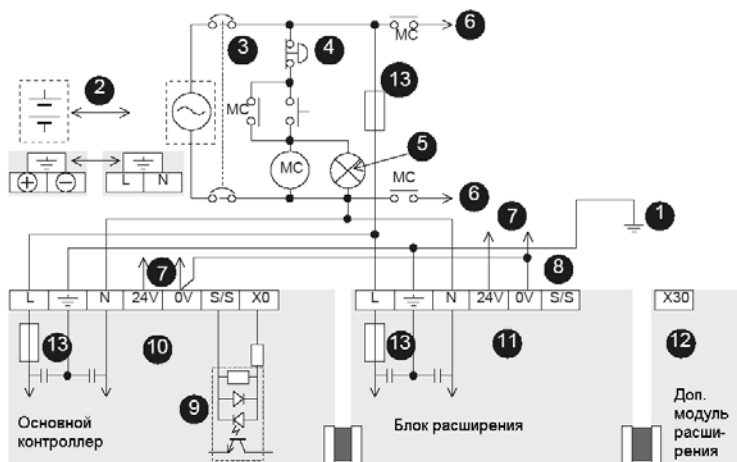 6
MC
3
4
2
13
MC
5
MC
MC
6
⊕ ⊖
L N
7
1
7
8
L N 24V 0V S/S X0
L N 24V 0V S/S
X30
13
10
13
11
12
9
Основной
контроллер
Блок расширения
Доп.
модуль
расши-
рения